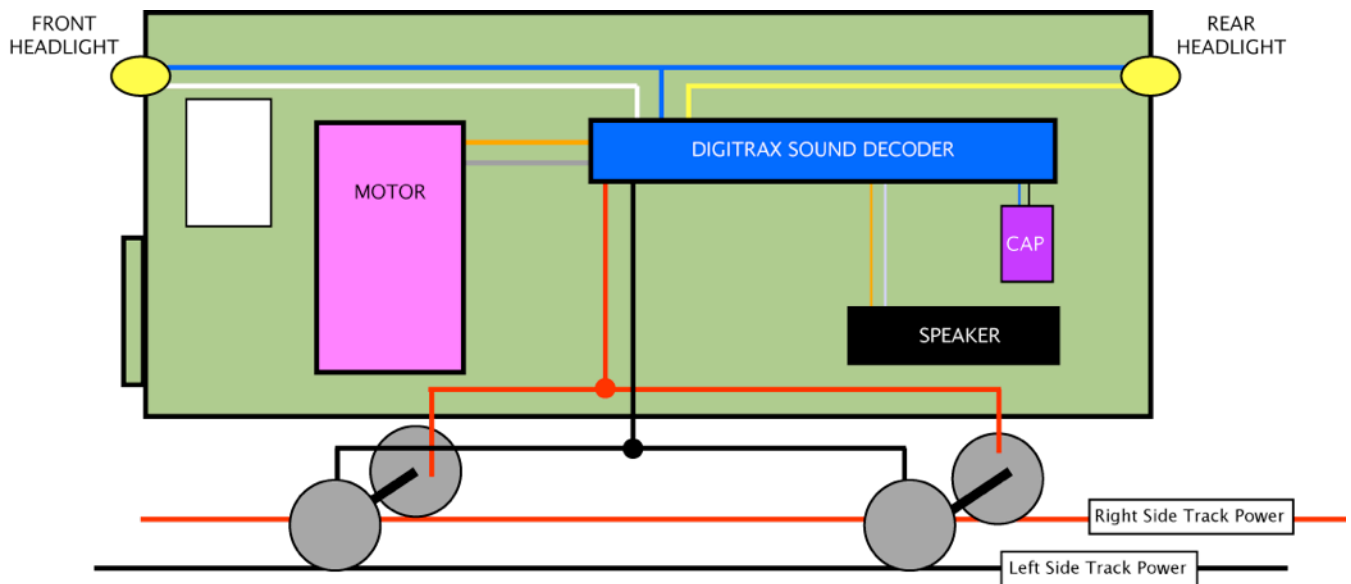 FRONT
HEADLIGHT
REAR
HEADLIGHT
DIGITRAX SOUND DECODER
MOTOR
CAP
SPEAKER
Right Side Track Power
Left Side Track Power